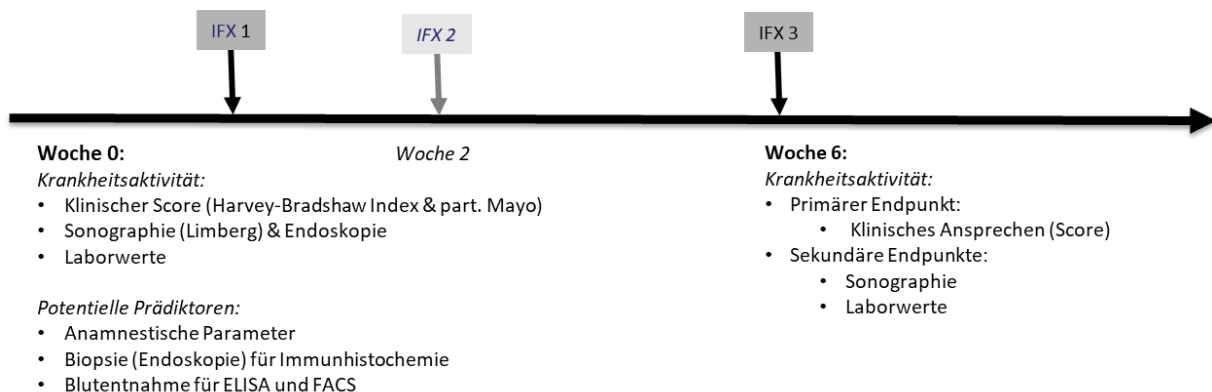 IFX 1
IFX 2
IFX 3
Woche 0:
Krankheitsaktivität:
• Klinischer Score (Harvey-Bradshaw Index & part. Mayo)
• Sonographie (Limberg) & Endoskopie
• Laborwerte
Potentielle Prädiktoren:
• Anamnestische Parameter
• Biopsie (Endoskopie) für Immunhistochemie
• Blutentnahme für ELISA und FACS
Woche 2
Woche 6:
Krankheitsaktivität:
• Primärer Endpunkt:
• Klinisches Ansprechen (Score)
• Sekundäre Endpunkte:
• Sonographie
• Laborwerte